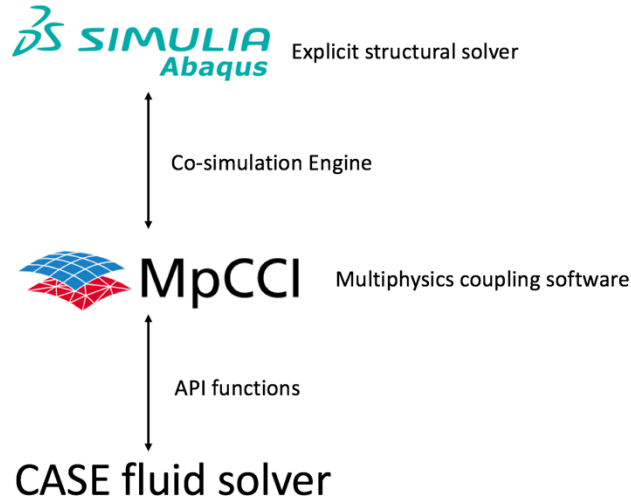 SIMULIA
Abaqus
Explicit structural solver
Co-simulation Engine
MpCCI
Multiphysics coupling software
API functions
CASE fluid solver